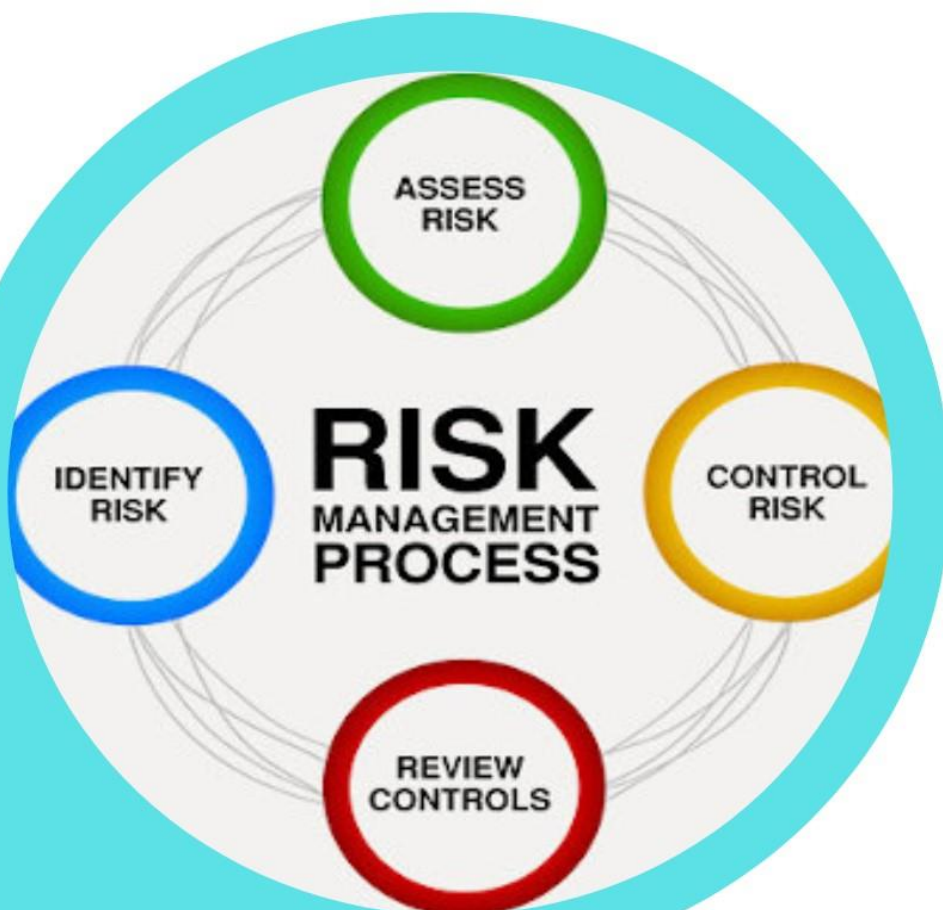 ASSESS
RISK
IDENTIFY
RISK
RISK
MANAGEMENT
PROCESS
CONTROL
RISK
REVIEW
CONTROLS